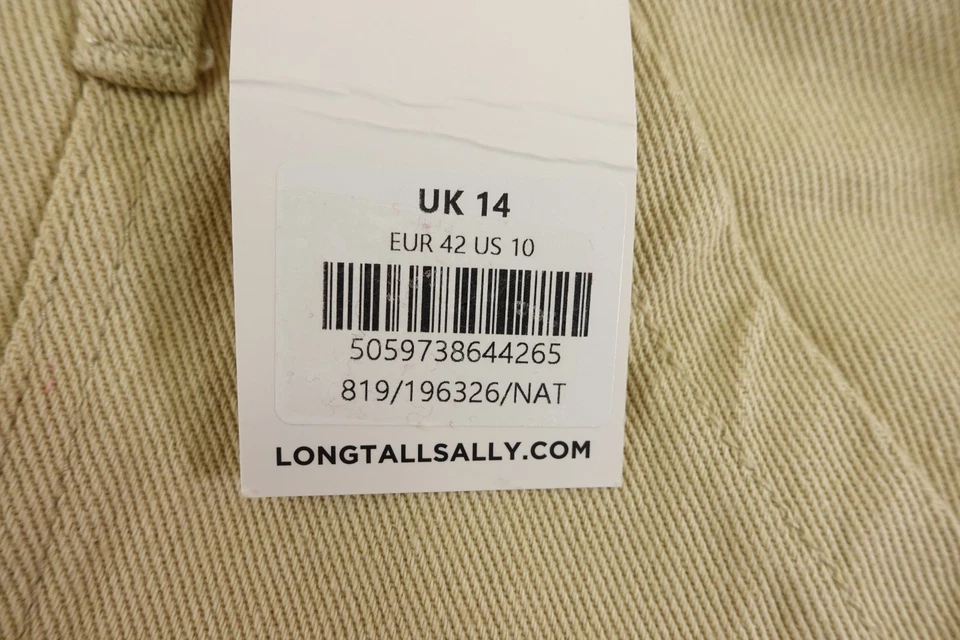 UK 14
EUR 42 US 10
5059738644265
819/196326/NAT
LONGTALLSALLY.COM